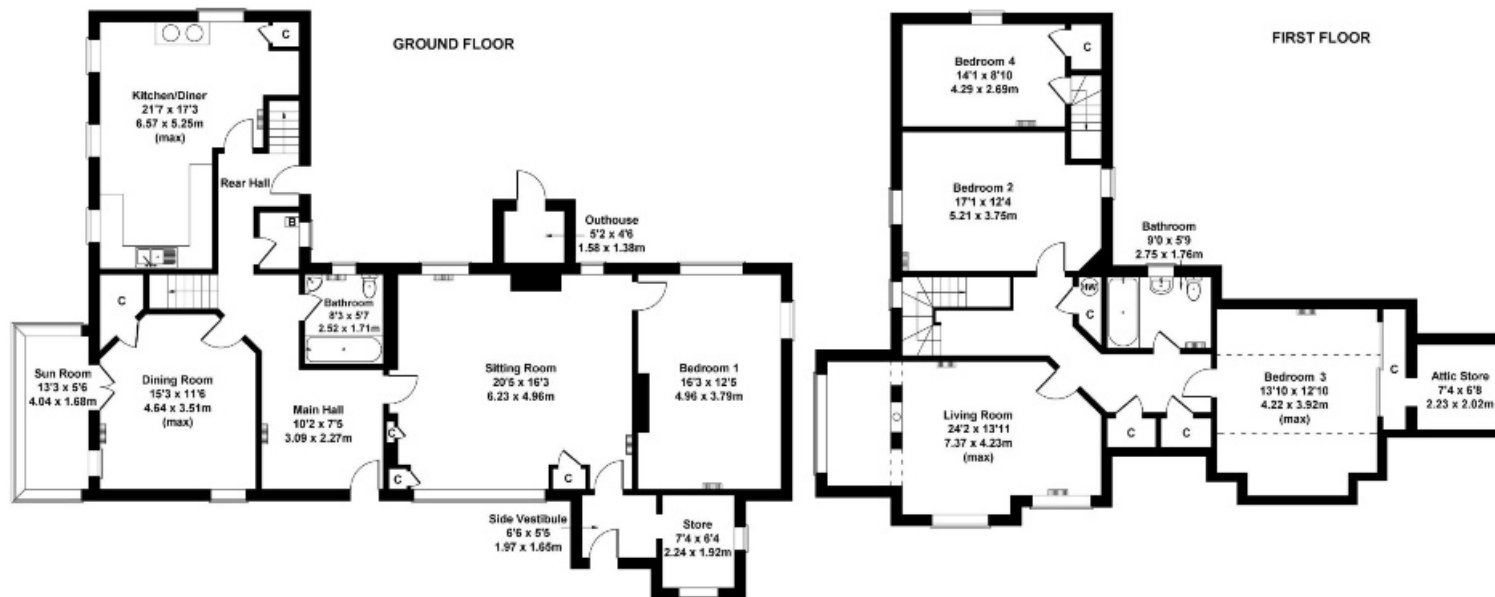 GROUND FLOOR
Kitchen/Diner
21'7 x 17'3
6.57 x 5.25m
(max)
C
Rear Hall
B
Outhouse
5'2 x 4'6
1.58 x 1.38m
C
Bathroom
8'3 x 5'7
2.52 x 1.71m
Sun Room
13'3 x 5'6
4.04 x 1.68m
Dining Room
15'3 x 11'6
4.64 x 3.51m
(max)
Main Hall
10'2 x 7'5
3.09 x 2.27m
Sitting Room
20'5 x 16'3
6.23 x 4.96m
C
C
C
Bedroom 1
16'3 x 12'5
4.96 x 3.79m
Side Vestibule
6'6 x 5'5
1.97 x 1.65m
Store
7'4 x 6'4
2.24 x 1.92m
FIRST FLOOR
Bedroom 4
14'1 x 8'10
4.29 x 2.69m
C
Bedroom 2
17'1 x 12'4
5.21 x 3.75m
Bathroom
9'0 x 5'9
2.75 x 1.76m
HW
C
Living Room
24'2 x 13'11
7.37 x 4.23m
(max)
C
C
Bedroom 3
13'10 x 12'10
4.22 x 3.92m
(max)
C
Attic Store
7'4 x 6'8
2.23 x 2.02m